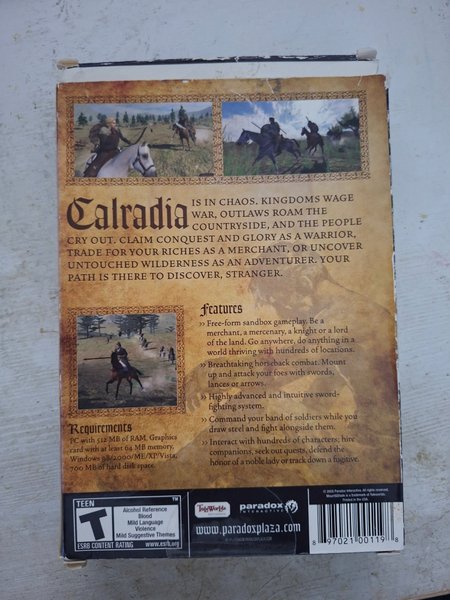 Calradia IS IN CHAOS. KINGDOMS WAGE
WAR, OUTLAWS ROAM THE
COUNTRYSIDE, AND THE PEOPLE
CRY OUT. CLAIM CONQUEST AND GLORY AS A WARRIOR,
TRADE FOR YOUR RICHES AS A MERCHANT, OR UNCOVER
UNTOUCHED WILDERNESS AS AN ADVENTURER. YOUR
PATH IS THERE TO DISCOVER, STRANGER.
Features
›› Free-form sandbox gameplay. Be a
merchant, a mercenary, a knight or a lord
of the land. Go anywhere, do anything in a
world thriving with hundreds of locations.
›› Breathtaking horseback combat. Mount
up and attack your foes with swords,
lances or arrows.
›› Highly advanced and intuitive sword-
fighting system.
›› Command your band of soldiers while you
draw steel and fight alongside them.
›› Interact with hundreds of characters; hire
companions, seek out quests, defend the
honor of a noble lady or track down a fugitive.
Requirements
PC with 512 MB of RAM, Graphics
card with at least 64 MB memory,
Windows 98/2000/ME/XP/Vista,
700 MB of hard disk space.
TEEN
T
ESRB CONTENT RATING
Alcohol Reference
Blood
Mild Language
Violence
Mild Suggestive Themes
www.esrb.org
TaleWorlds
paradox
INTERACTIVE
www.paradoxplaza.com
Printed in the USA.
8 97021 00119 8